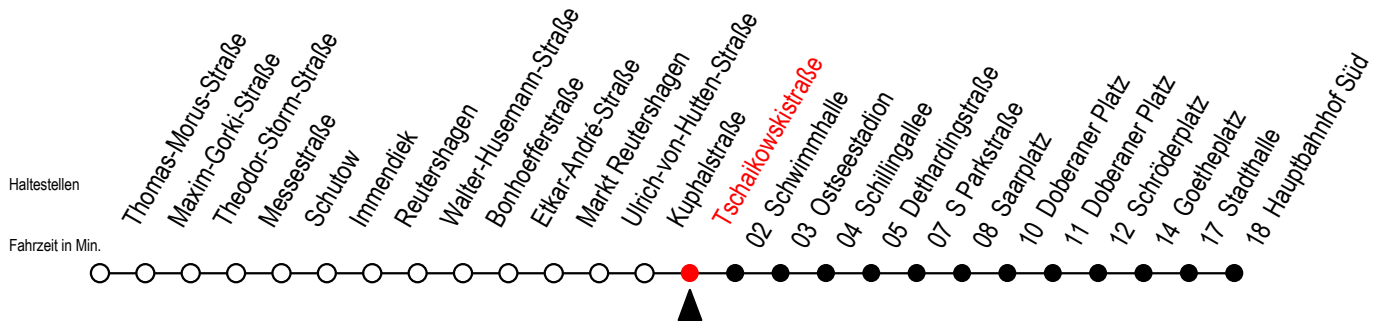 Haltestellen
Fahrzeit in Min.
Thomas-Morus-Straße
Maxim-Gorki-Straße
Theodor-Storm-Straße
Messestraße
Schutow
Immendiek
Reutershagen
Walter-Husemann-Straße
Bonhoefferstraße
Etkar-André-Straße
Markt Reutershagen
Ulrich-von-Hutten-Straße
Kuphalstraße
Tschaikowskistraße
02 Schwimmhalle
03 Ostseestadion
04 Schillingallee
05 Dethardingstraße
07 S Parkstraße
08 Saarplatz
10 Doberaner Platz
11 Doberaner Platz
12 Schröderplatz
14 Goetheplatz
17 Stadthalle
18 Hauptbahnhof Süd